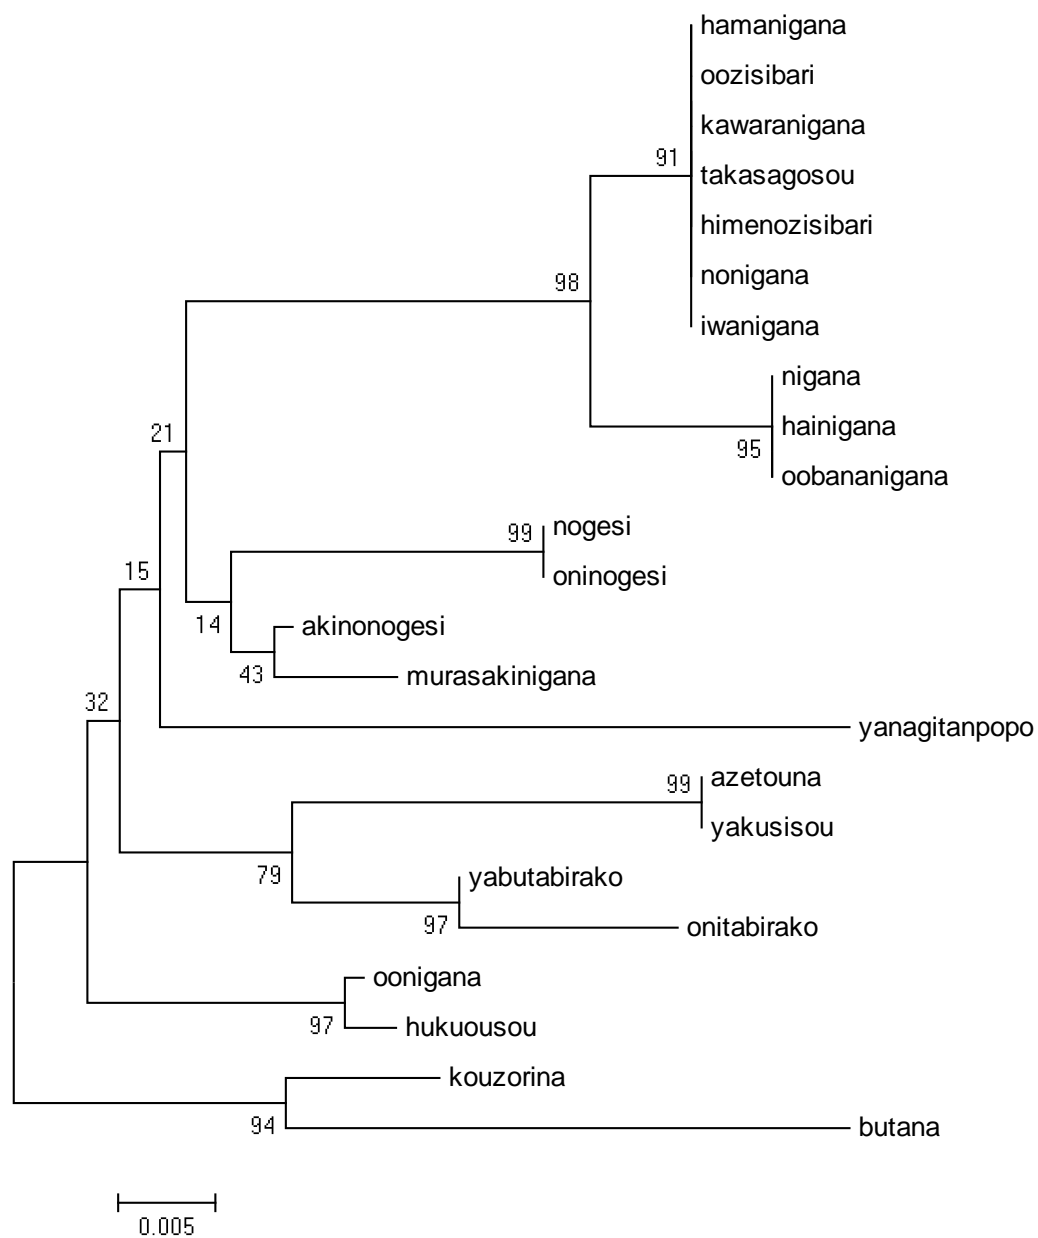 hamanigana
oozisibari
kawaranigana
91
takasagosou
himenozisibari
98
nonigana
iwanigana
nigana
21
hainigana
95
oobananigana
99
nogesi
15
oninogesi
14
akinonogesi
43
murasakinigana
32
yanagitanpopo
99
azetouna
yakusisou
79
yabutabirako
97
onitabirako
oonigana
97
hukuousou
kouzorina
94
butana
0.005